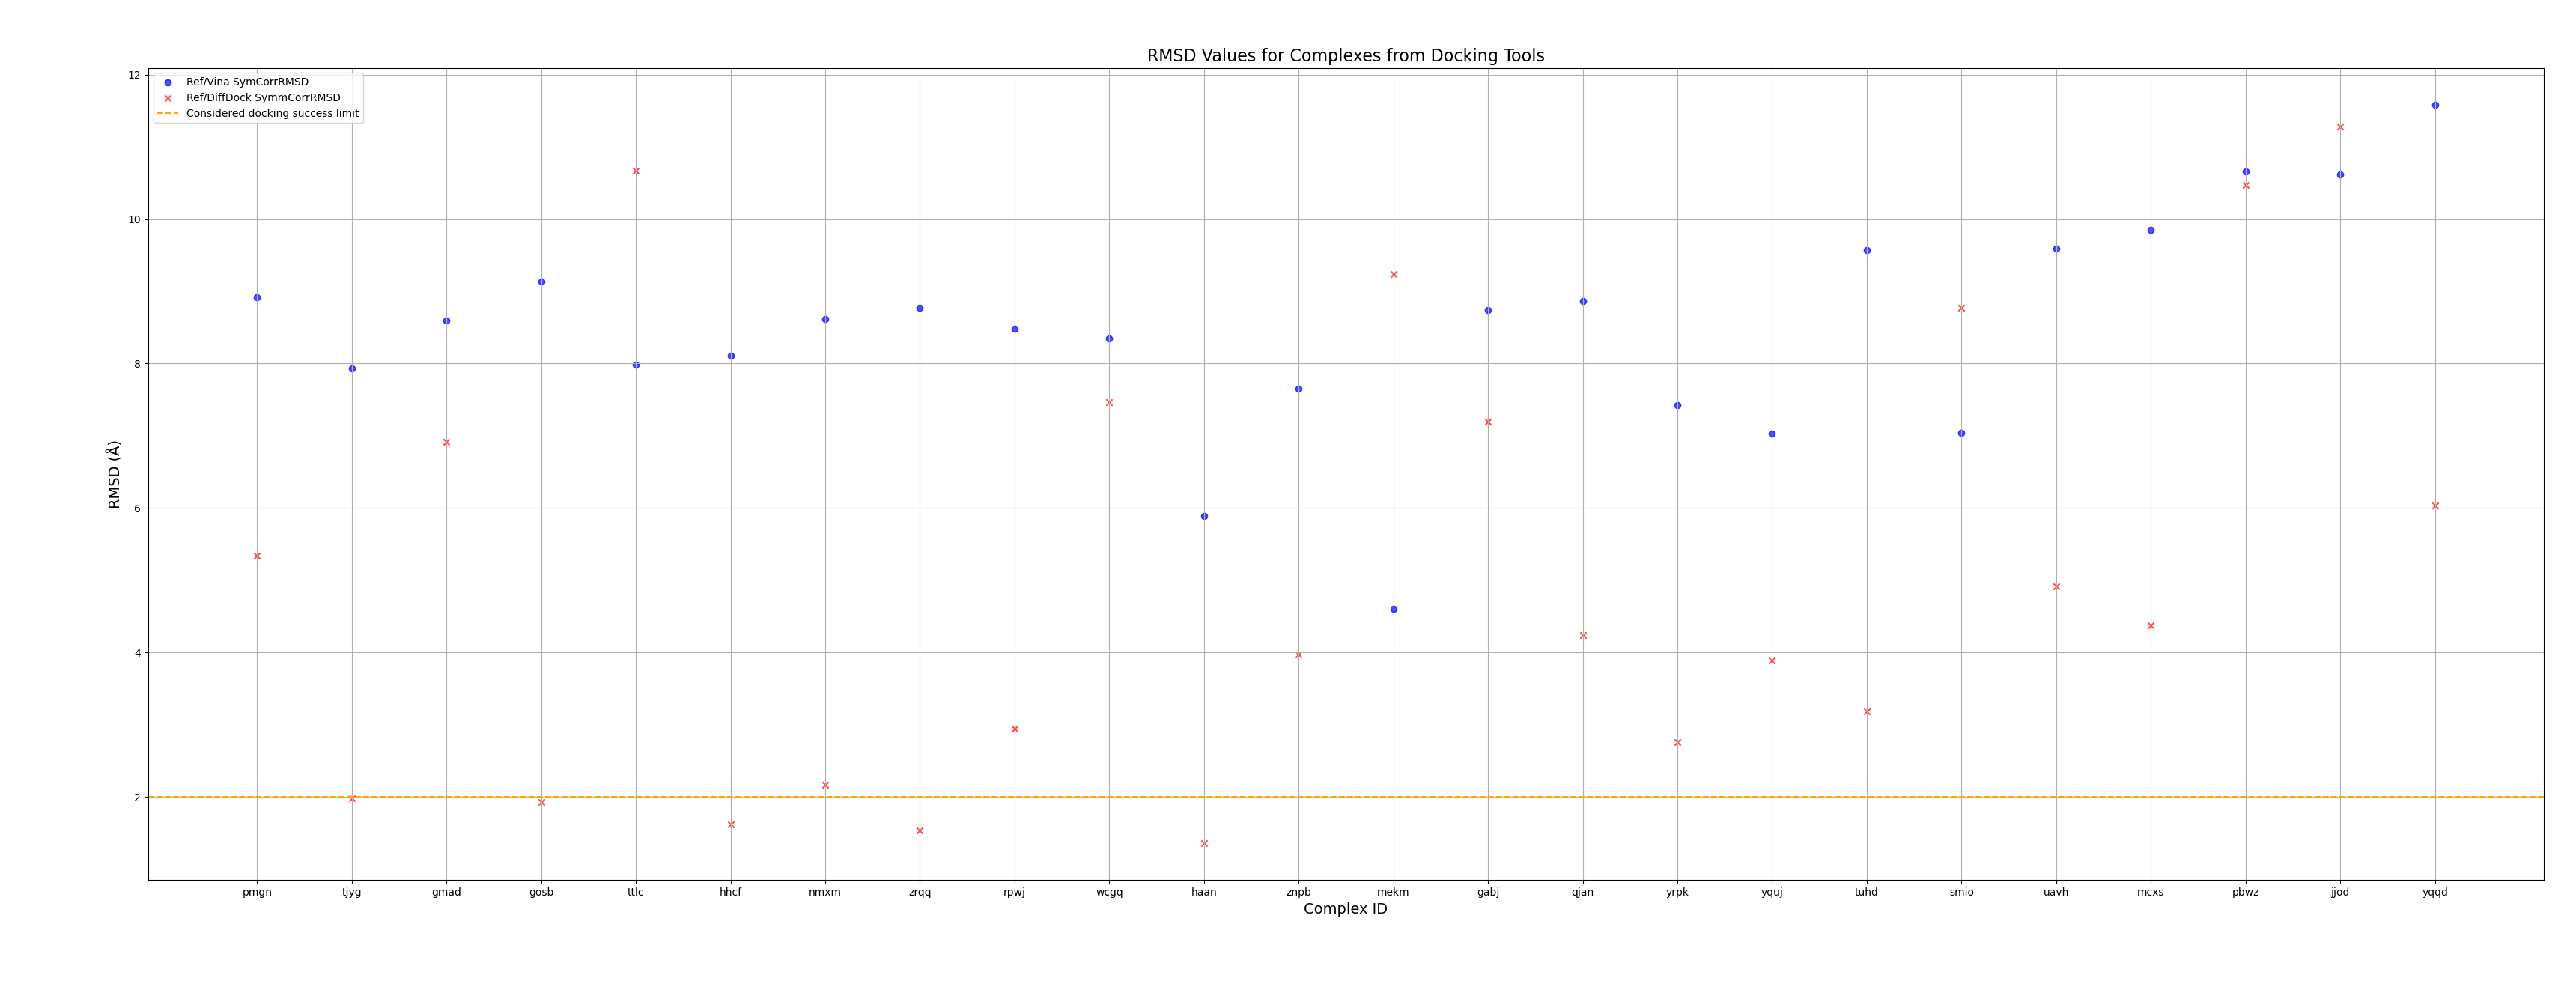 RMSD Values for Complexes from Docking Tools
Ref/Vina SymCorrRMSD
Ref/DiffDock SymmCorrRMSD
Considered docking success limit
12
10
8
6
4
2
RMSD (Å)
pmgn tjyg gmad gosb ttlc hhcf nmxm zrqq rpwj wcgq haan znpb mekm gabj qjan yrpk yquj tuhd smio uavh mcxs pbwz jjod yqqd
Complex ID